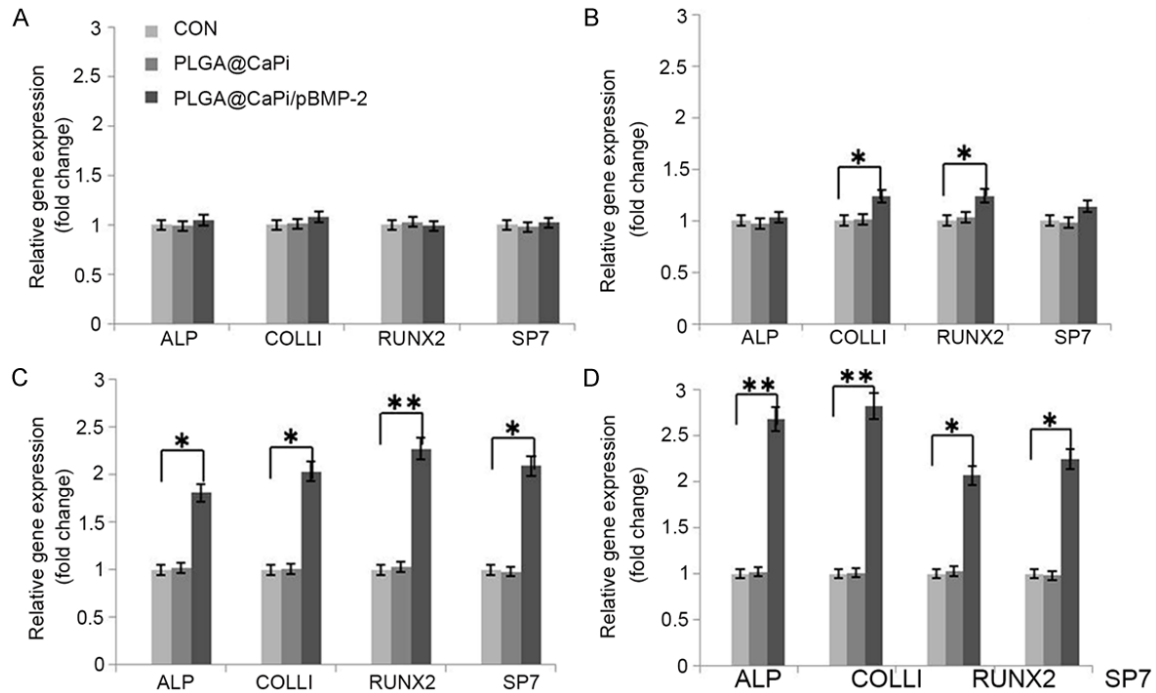 A
3
2.5
2
1.5
1
0.5
0
Relative gene expression
(fold change)
CON
PLGA@CaPi
PLGA@CaPi/pBMP-2
ALP COLLI RUNX2 SP7
B
3
2.5
2
1.5
1
0.5
0
Relative gene expression
(fold change)
* *
ALP COLLI RUNX2 SP7
C
3
2.5
2
1.5
1
0.5
0
Relative gene expression
(fold change)
* * ** *
ALP COLLI RUNX2 SP7
D
3
2.5
2
1.5
1
0.5
0
Relative gene expression
(fold change)
** ** * *
ALP COLLI RUNX2 SP7